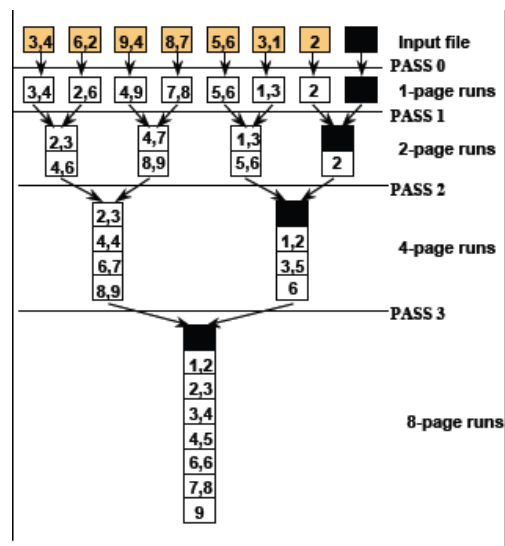 3,4 6,2 9,4 8,7 5,6 3,1 2 Input file
PASS 0
3,4 2,6 4,9 7,8 5,6 1,3 2 1-page runs
PASS 1
2,3 4,7 1,3 2-page runs
4,6 8,9 5,6 2
PASS 2
2,3
4,4 1,2 4-page runs
6,7 3,5
8,9 6
PASS 3
1,2
2,3
3,4
4,5 8-page runs
6,6
7,8
9